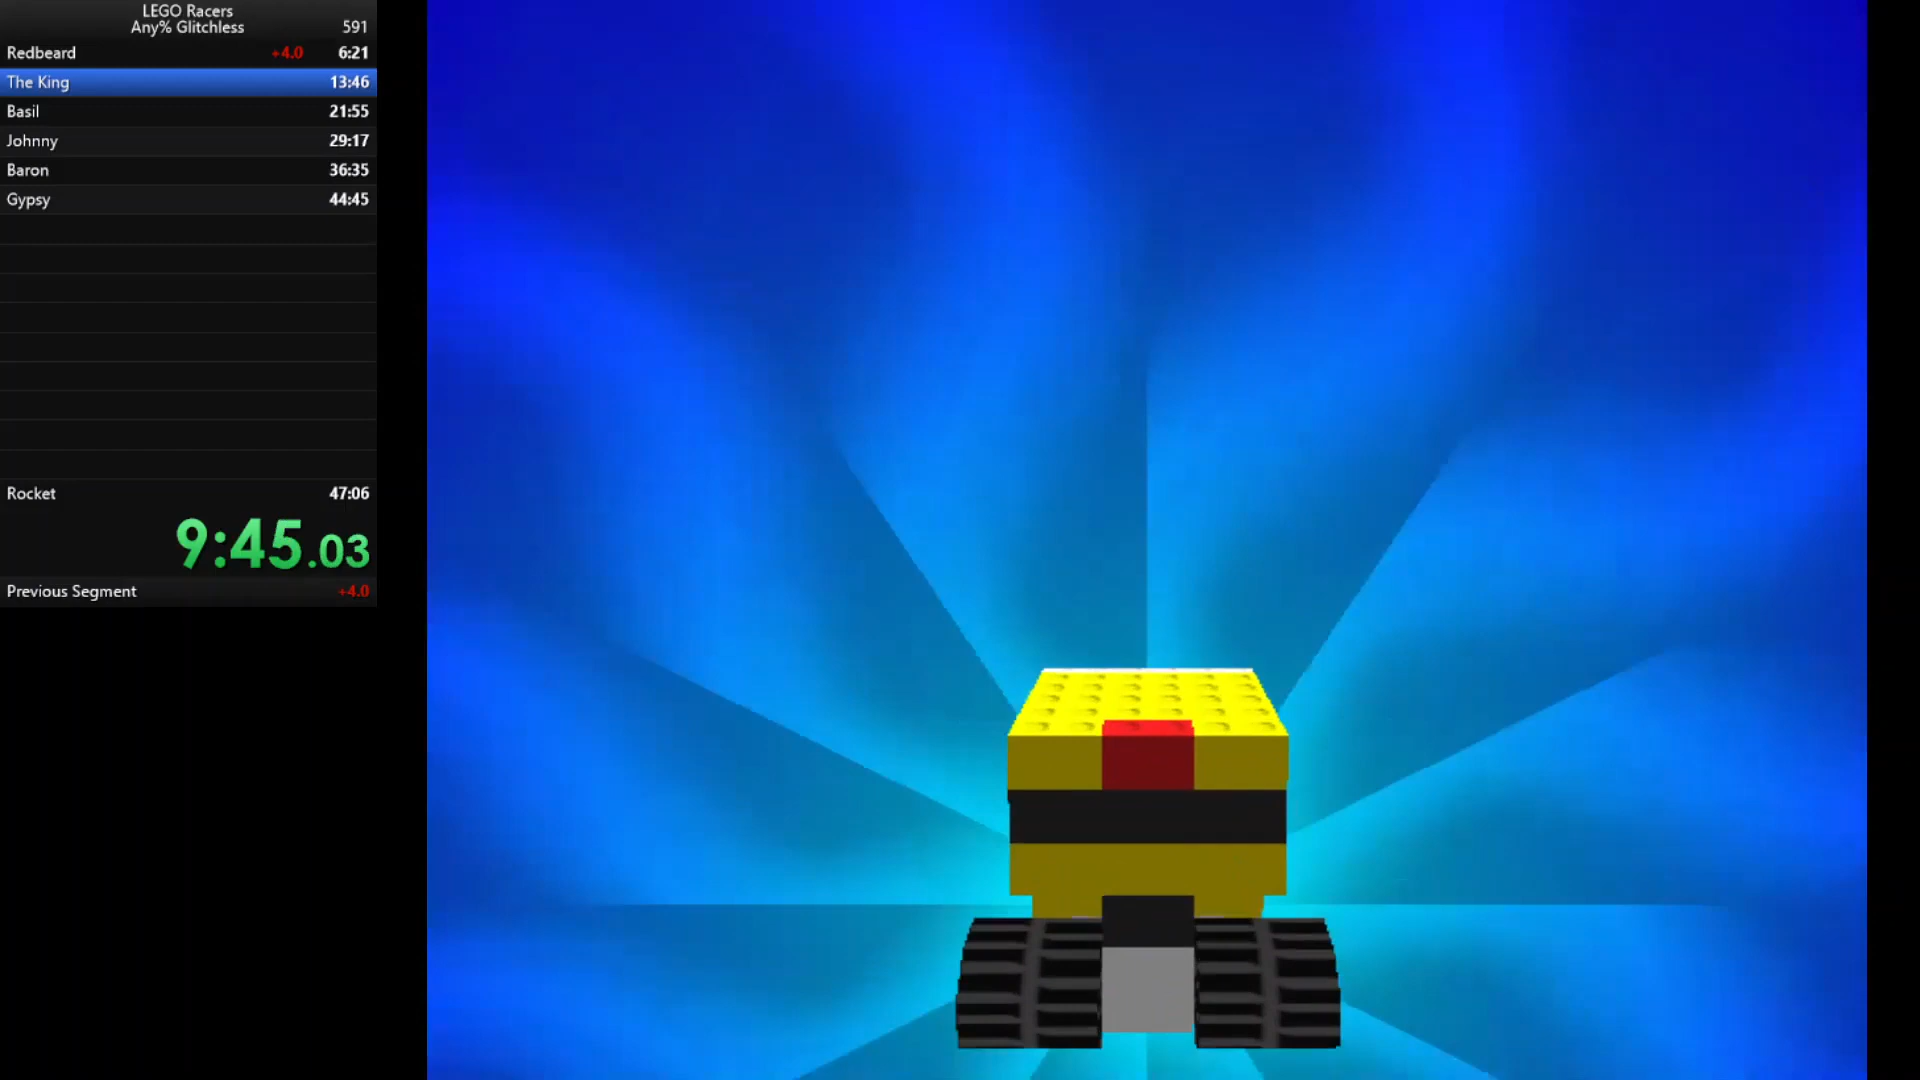 LEGO Racers
Any% Glitchless 591
Redbeard +4.0 6:21
The King 13:46
Basil 21:55
Johnny 29:17
Baron 36:35
Gypsy 44:45
Rocket 47:06
9:45.03
Previous Segment +4.0